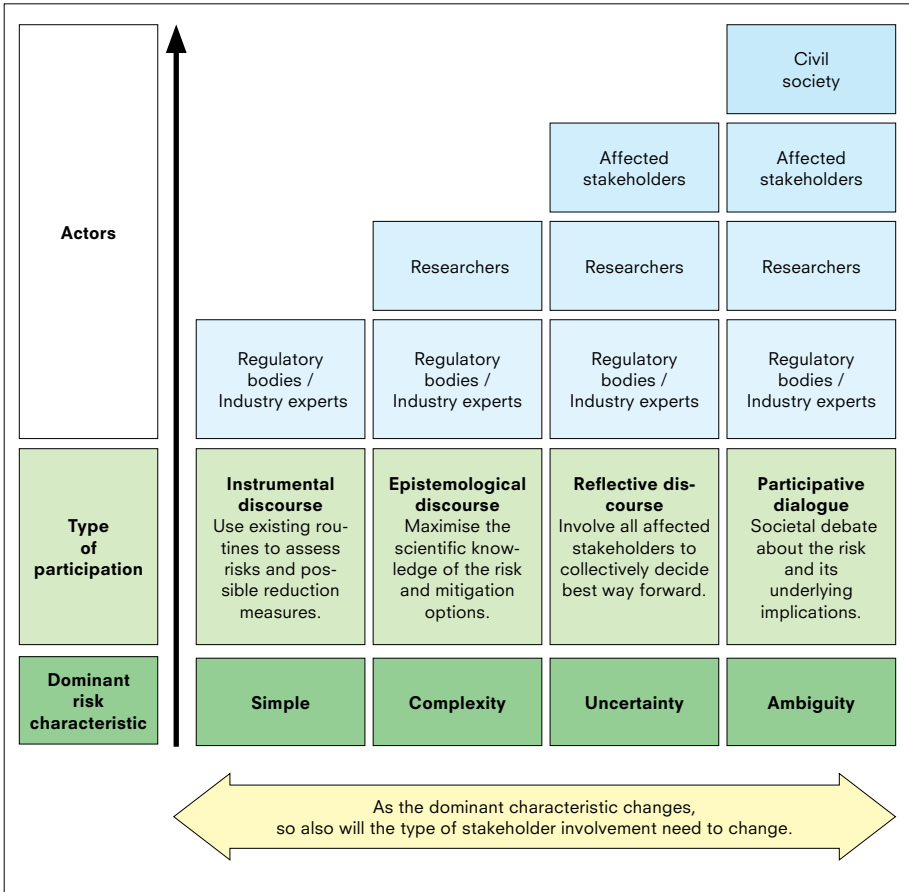 Actors
Civil
society
Affected
stakeholders
Affected
stakeholders
Researchers
Researchers
Researchers
Regulatory
bodies /
Industry experts
Regulatory
bodies /
Industry experts
Regulatory
bodies /
Industry experts
Regulatory
bodies /
Industry experts
Type
of
participation
Instrumental
discourse
Use existing rou-
tines to assess
risks and pos-
sible reduction
measures.
Epistemological
discourse
Maximise the
scientific know-
ledge of the risk
and mitigation
options.
Reflective dis-
course
Involve all affected
stakeholders to
collectively decide
best way forward.
Participative
dialogue
Societal debate
about the risk
and its
underlying
implications.
Dominant
risk
characteristic
Simple
Complexity
Uncertainty
Ambiguity
As the dominant characteristic changes,
so also will the type of stakeholder involvement need to change.